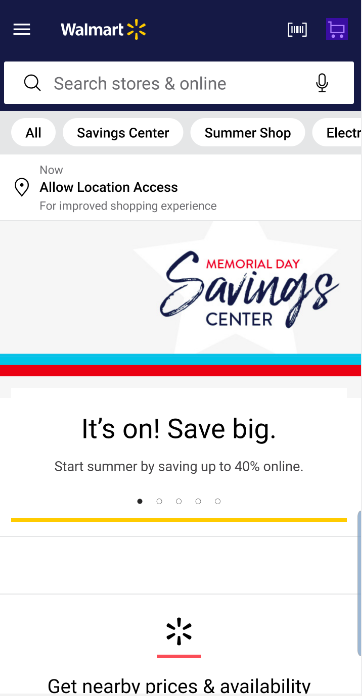 Walmart
Search stores & online
All
Savings Center
Summer Shop
Electr
Now
Allow Location Access
For improved shopping experience
MEMORIAL DAY
Savings
CENTER
It's on! Save big.
Start summer by saving up to 40% online.
Get nearby prices & availability